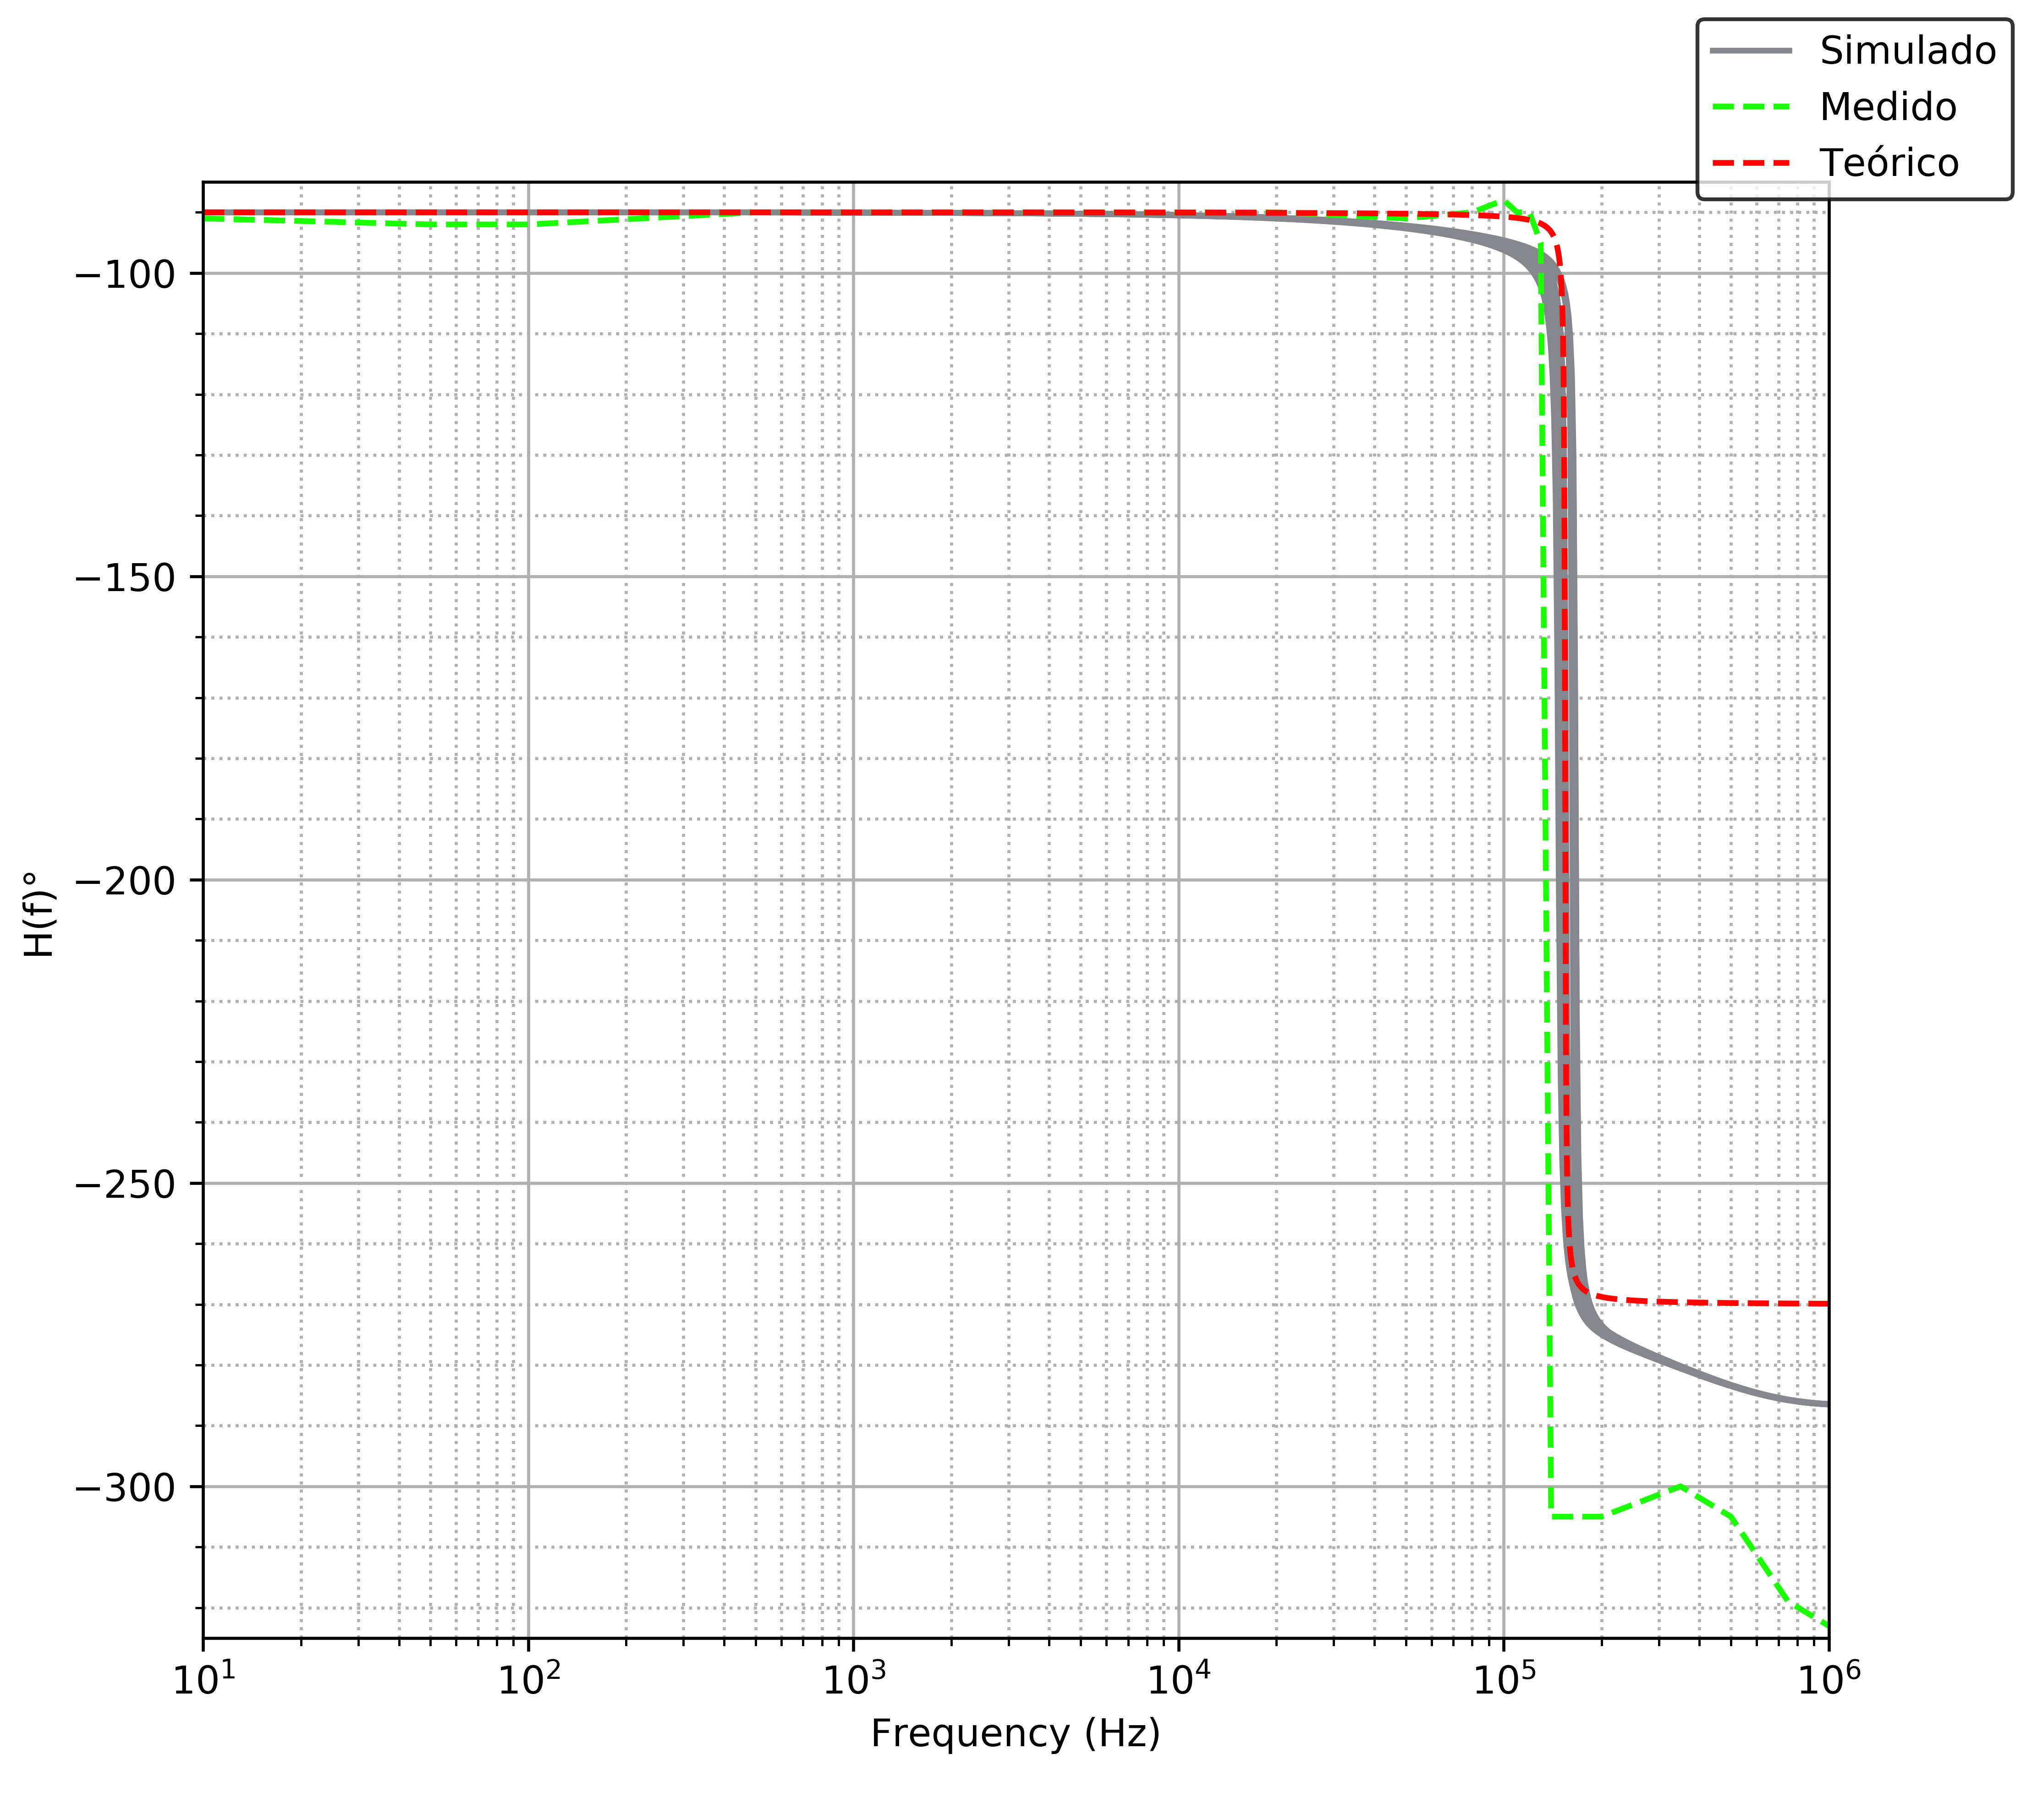 Simulado
Medido
Teórico
−100
−150
−200
−250
−300
H(f)°
10¹ 10² 10³ 10⁴ 10⁵ 10⁶
Frequency (Hz)